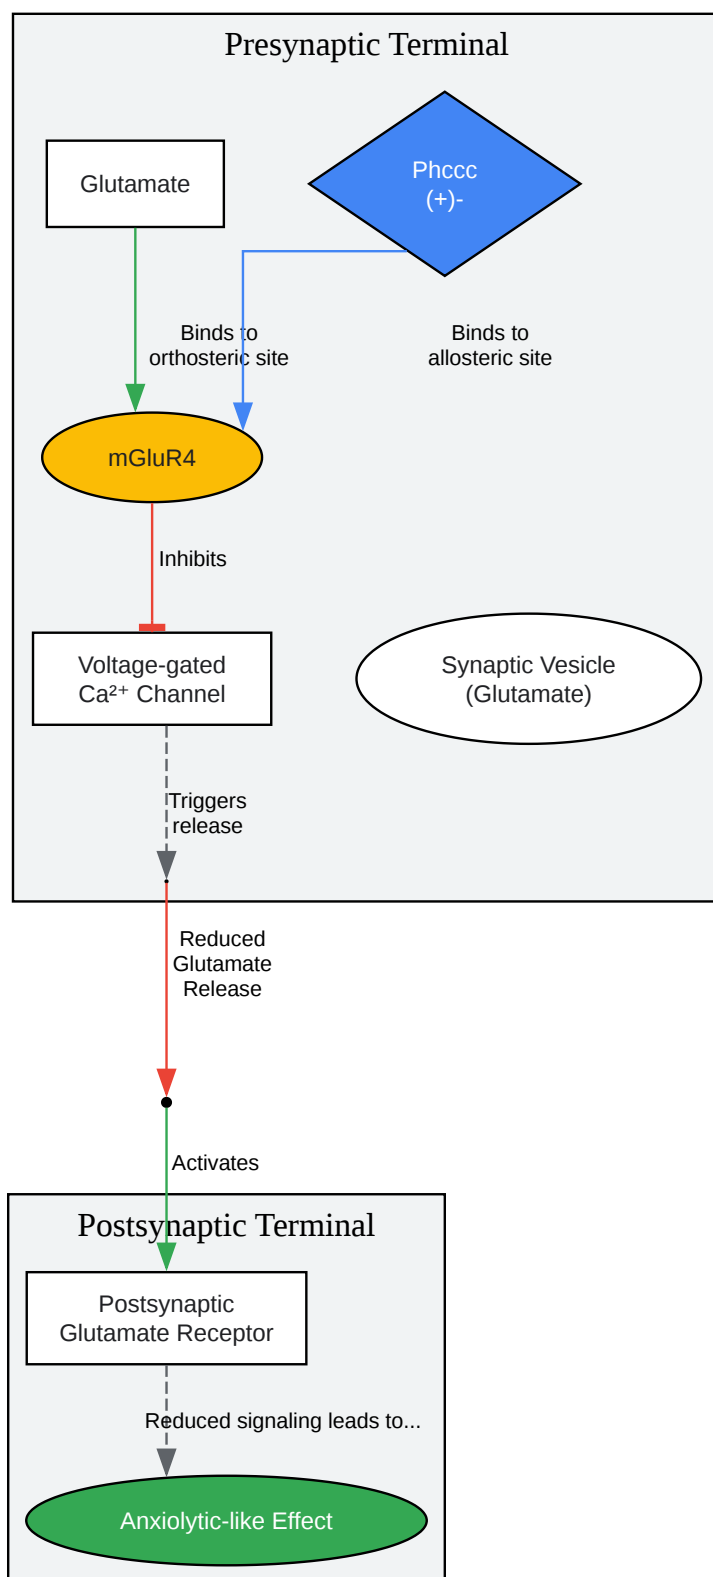 Presynaptic Terminal
Glutamate
Phccc
(+)-
Binds to
orthosteric site
Binds to
allosteric site
mGluR4
Inhibits
Voltage-gated
Ca²⁺ Channel
Synaptic Vesicle
(Glutamate)
Triggers
release
Reduced
Glutamate
Release
Activates
Postsynaptic Terminal
Postsynaptic
Glutamate Receptor
Reduced signaling leads to...
Anxiolytic-like Effect